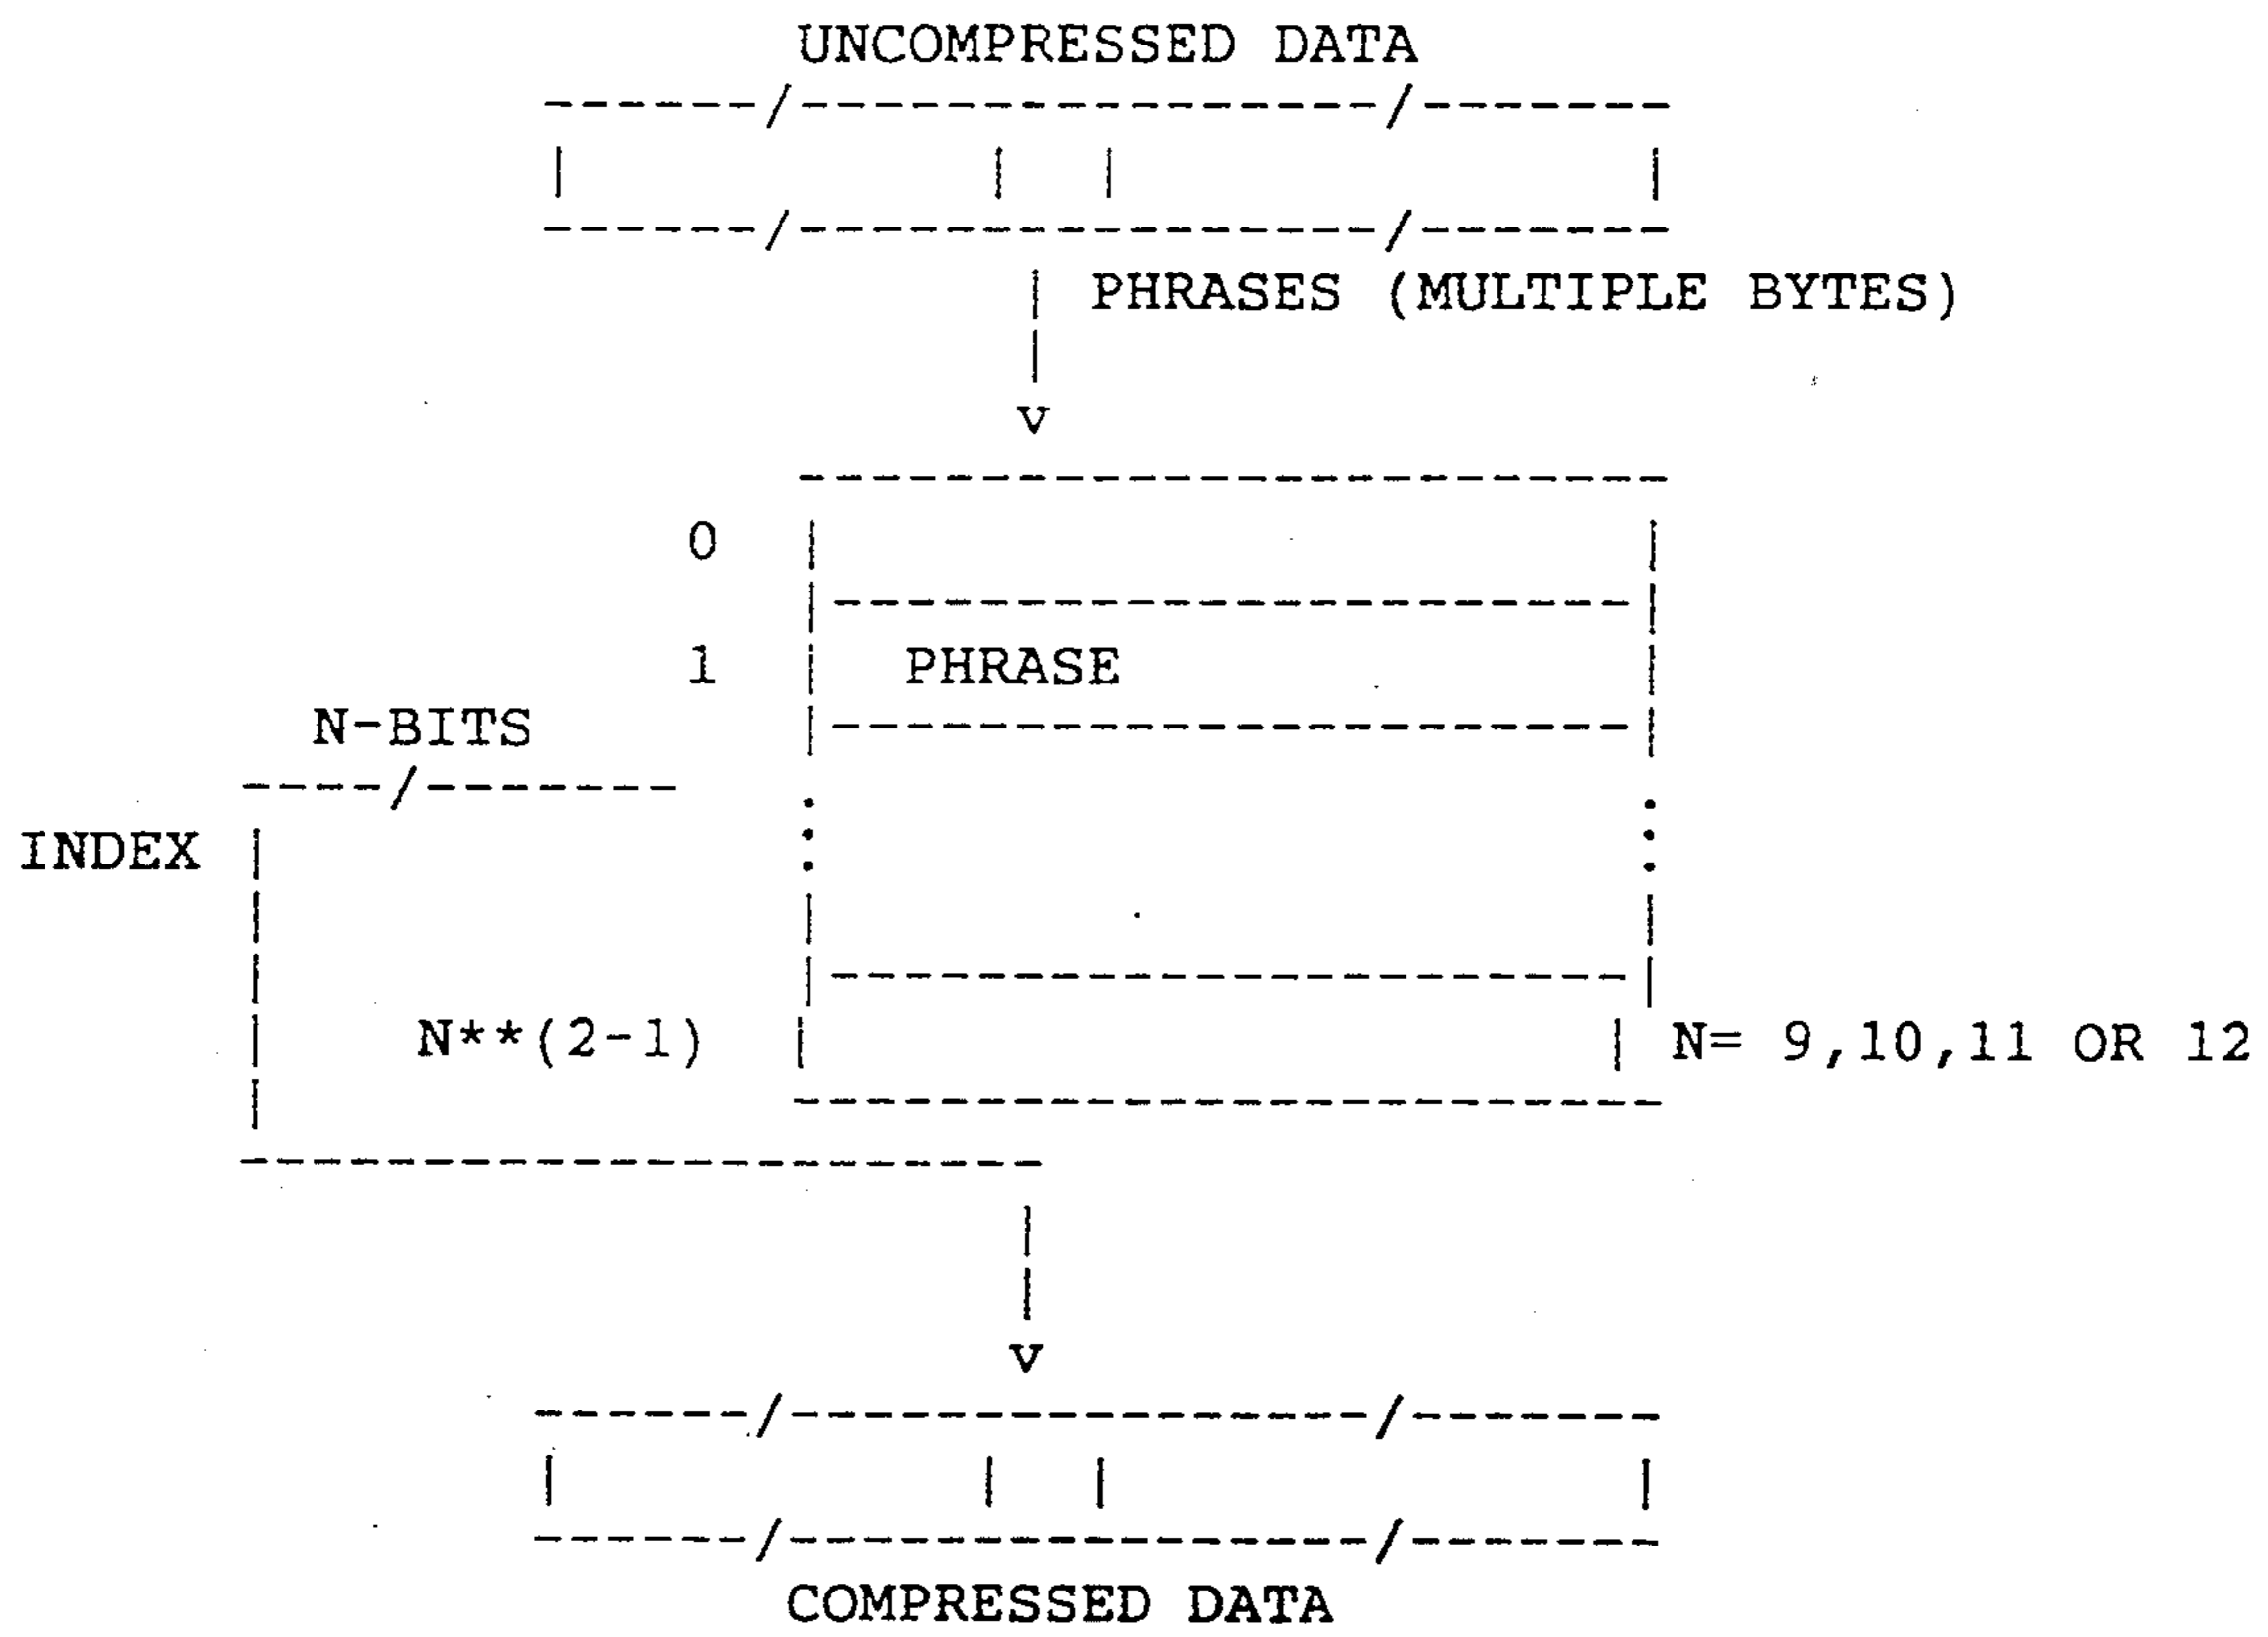 UNCOMPRESSED DATA
PHRASES (MULTIPLE BYTES)
v
0
1 PHRASE
N-BITS
INDEX
N**(2-1) N= 9,10,11 OR 12
v
COMPRESSED DATA